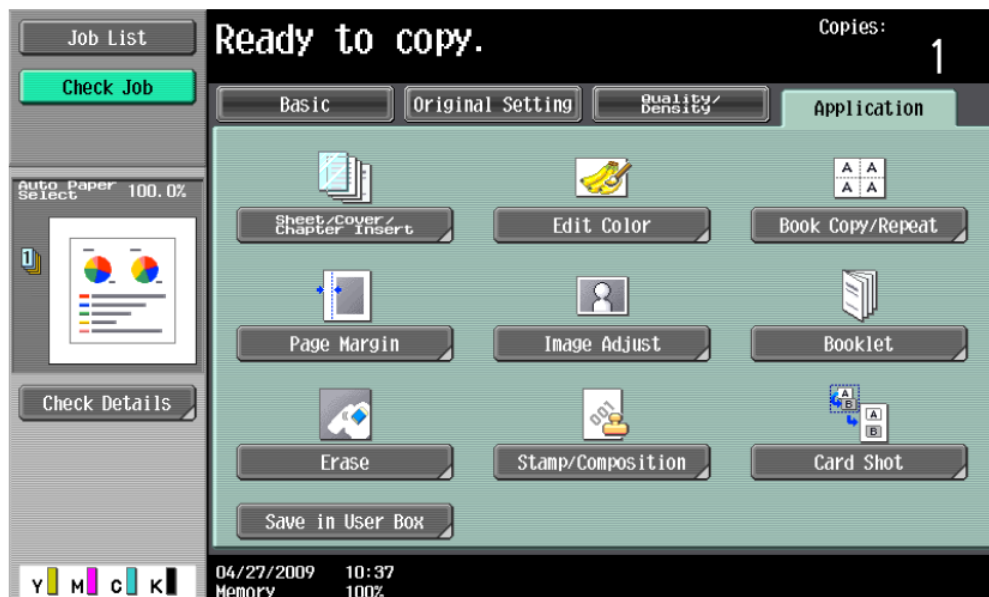 Job List
Check Job
Ready to copy.
Copies:
1
Basic
Original Setting
Quality/
Density
Application
Auto Paper
Select
100.0%
1
Sheet/Cover/
Chapter Insert
Edit Color
A A
A A
Book Copy/Repeat
Page Margin
Image Adjust
Booklet
Check Details
Erase
001
Stamp/Composition
A
B
A
B
Card Shot
Save in User Box
Y M C K
04/27/2009 10:37
Memory 100%